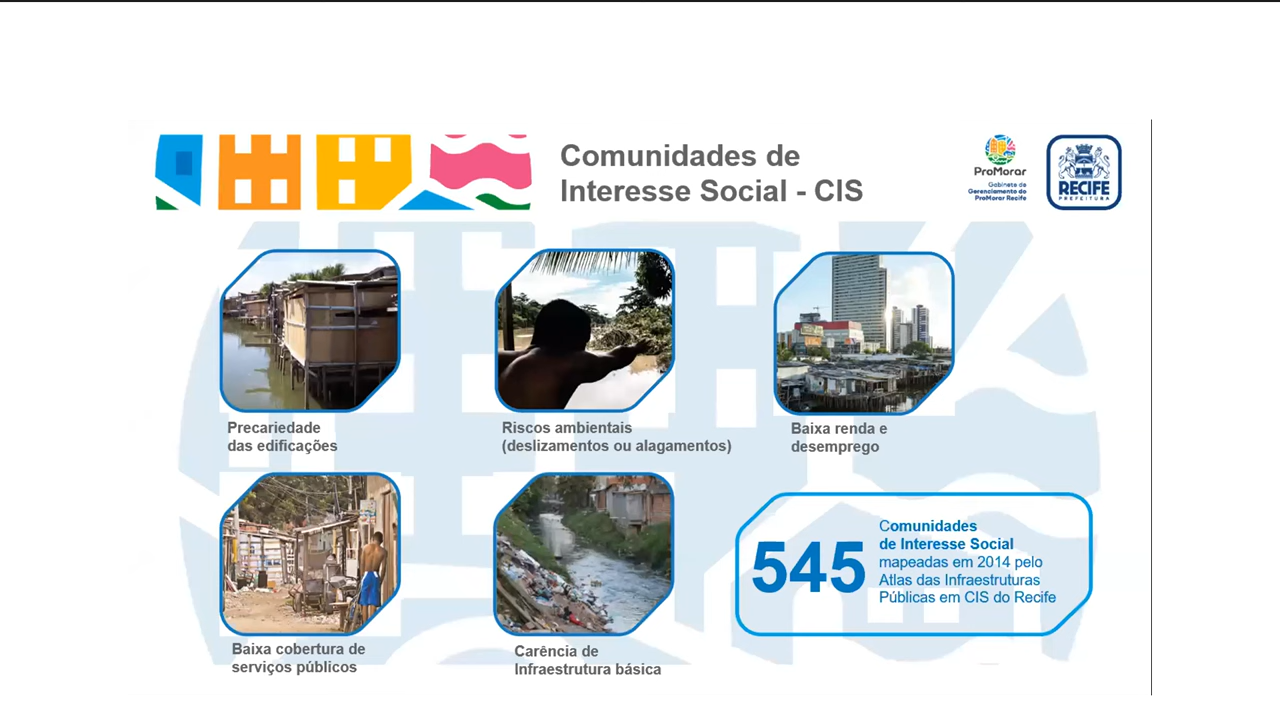 Comunidades de
Interesse Social - CIS
ProMorar
Gabinete de
Gerenciamento do
ProMorar Recife
RECIFE
PREFEITURA
Precariedade
das edificações
Riscos ambientais
(deslizamentos ou alagamentos)
Baixa renda e
desemprego
Baixa cobertura de
serviços públicos
Carência de
Infraestrutura básica
545
Comunidades
de Interesse Social
mapeadas em 2014 pelo
Atlas das Infraestruturas
Públicas em CIS do Recife